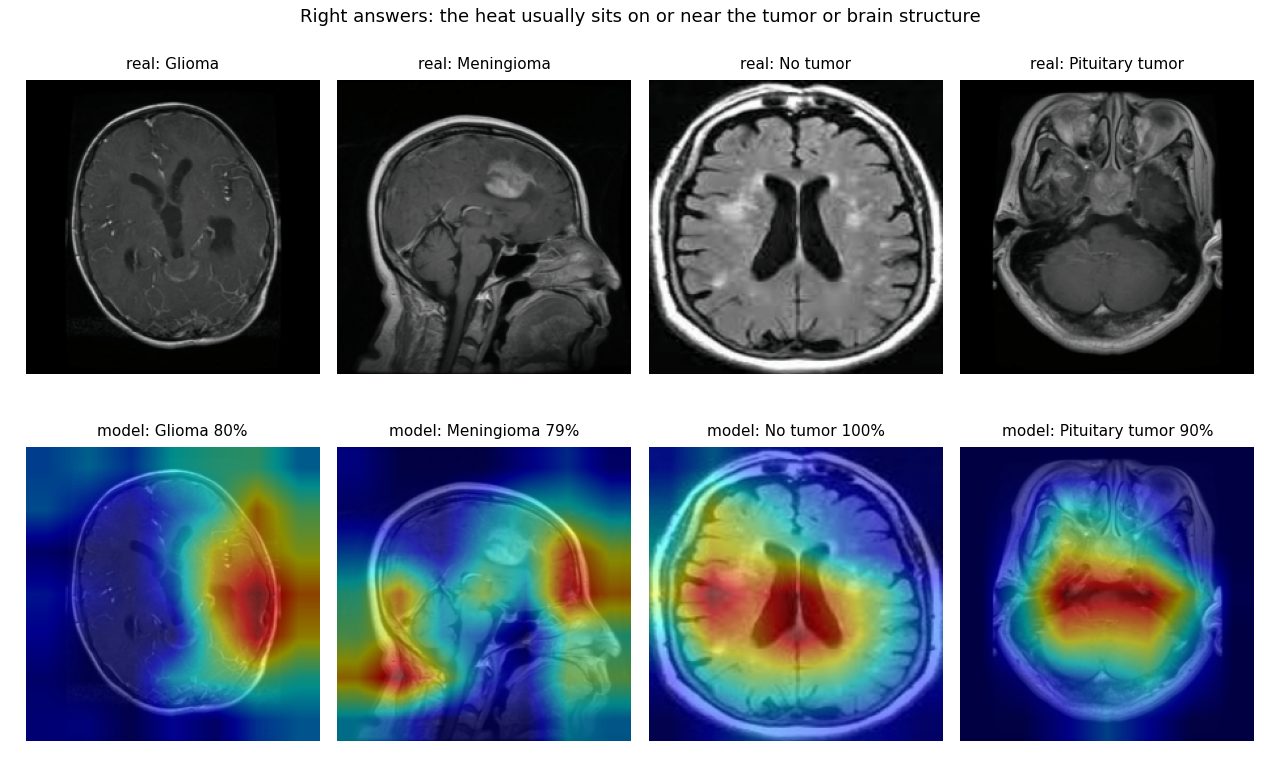 Right answers: the heat usually sits on or near the tumor or brain structure
real: Glioma
real: Meningioma
real: No tumor
real: Pituitary tumor
model: Glioma 80%
model: Meningioma 79%
model: No tumor 100%
model: Pituitary tumor 90%